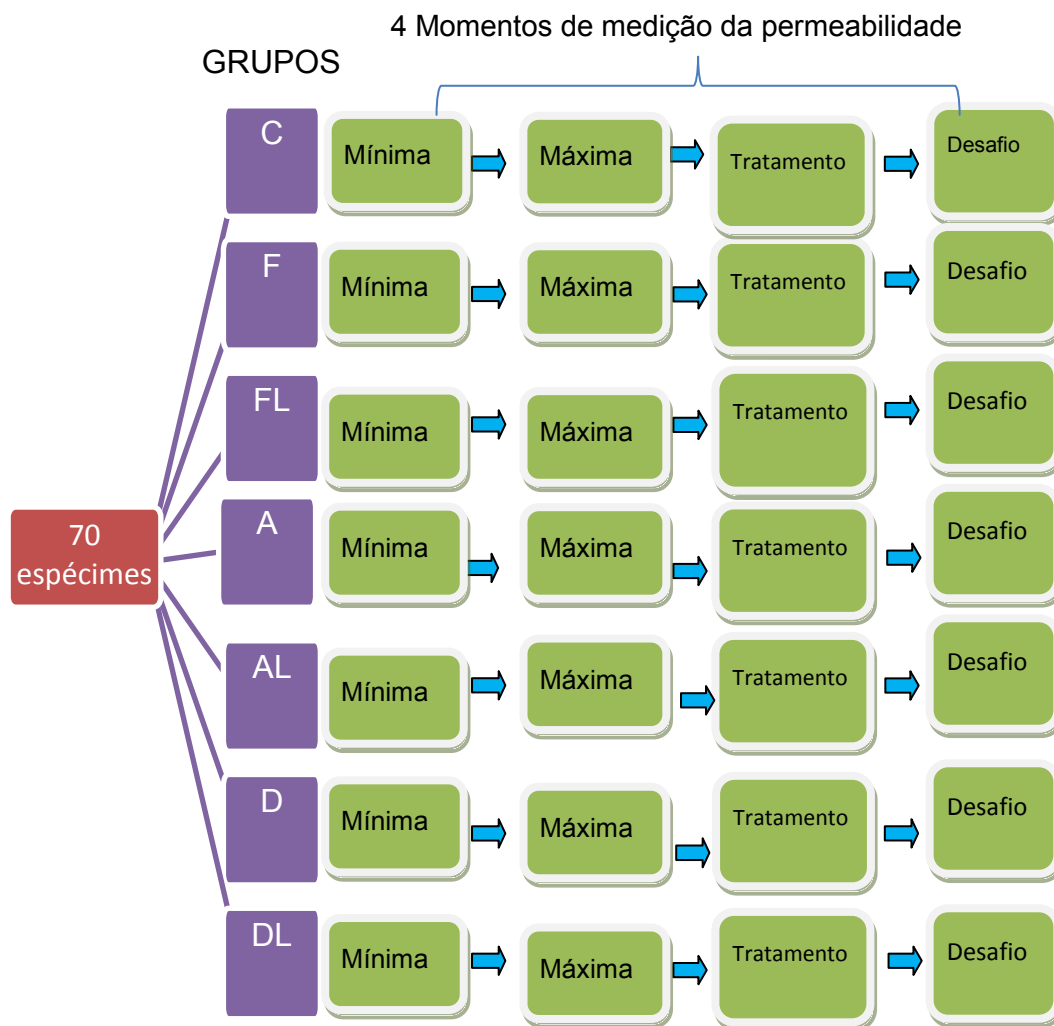 4 Momentos de medição da permeabilidade
GRUPOS
C
Mínima
Máxima
Tratamento
Desafio
F
Mínima
Máxima
Tratamento
Desafio
FL
Mínima
Máxima
Tratamento
Desafio
70
espécimes
A
Mínima
Máxima
Tratamento
Desafio
AL
Mínima
Máxima
Tratamento
Desafio
D
Mínima
Máxima
Tratamento
Desafio
DL
Mínima
Máxima
Tratamento
Desafio